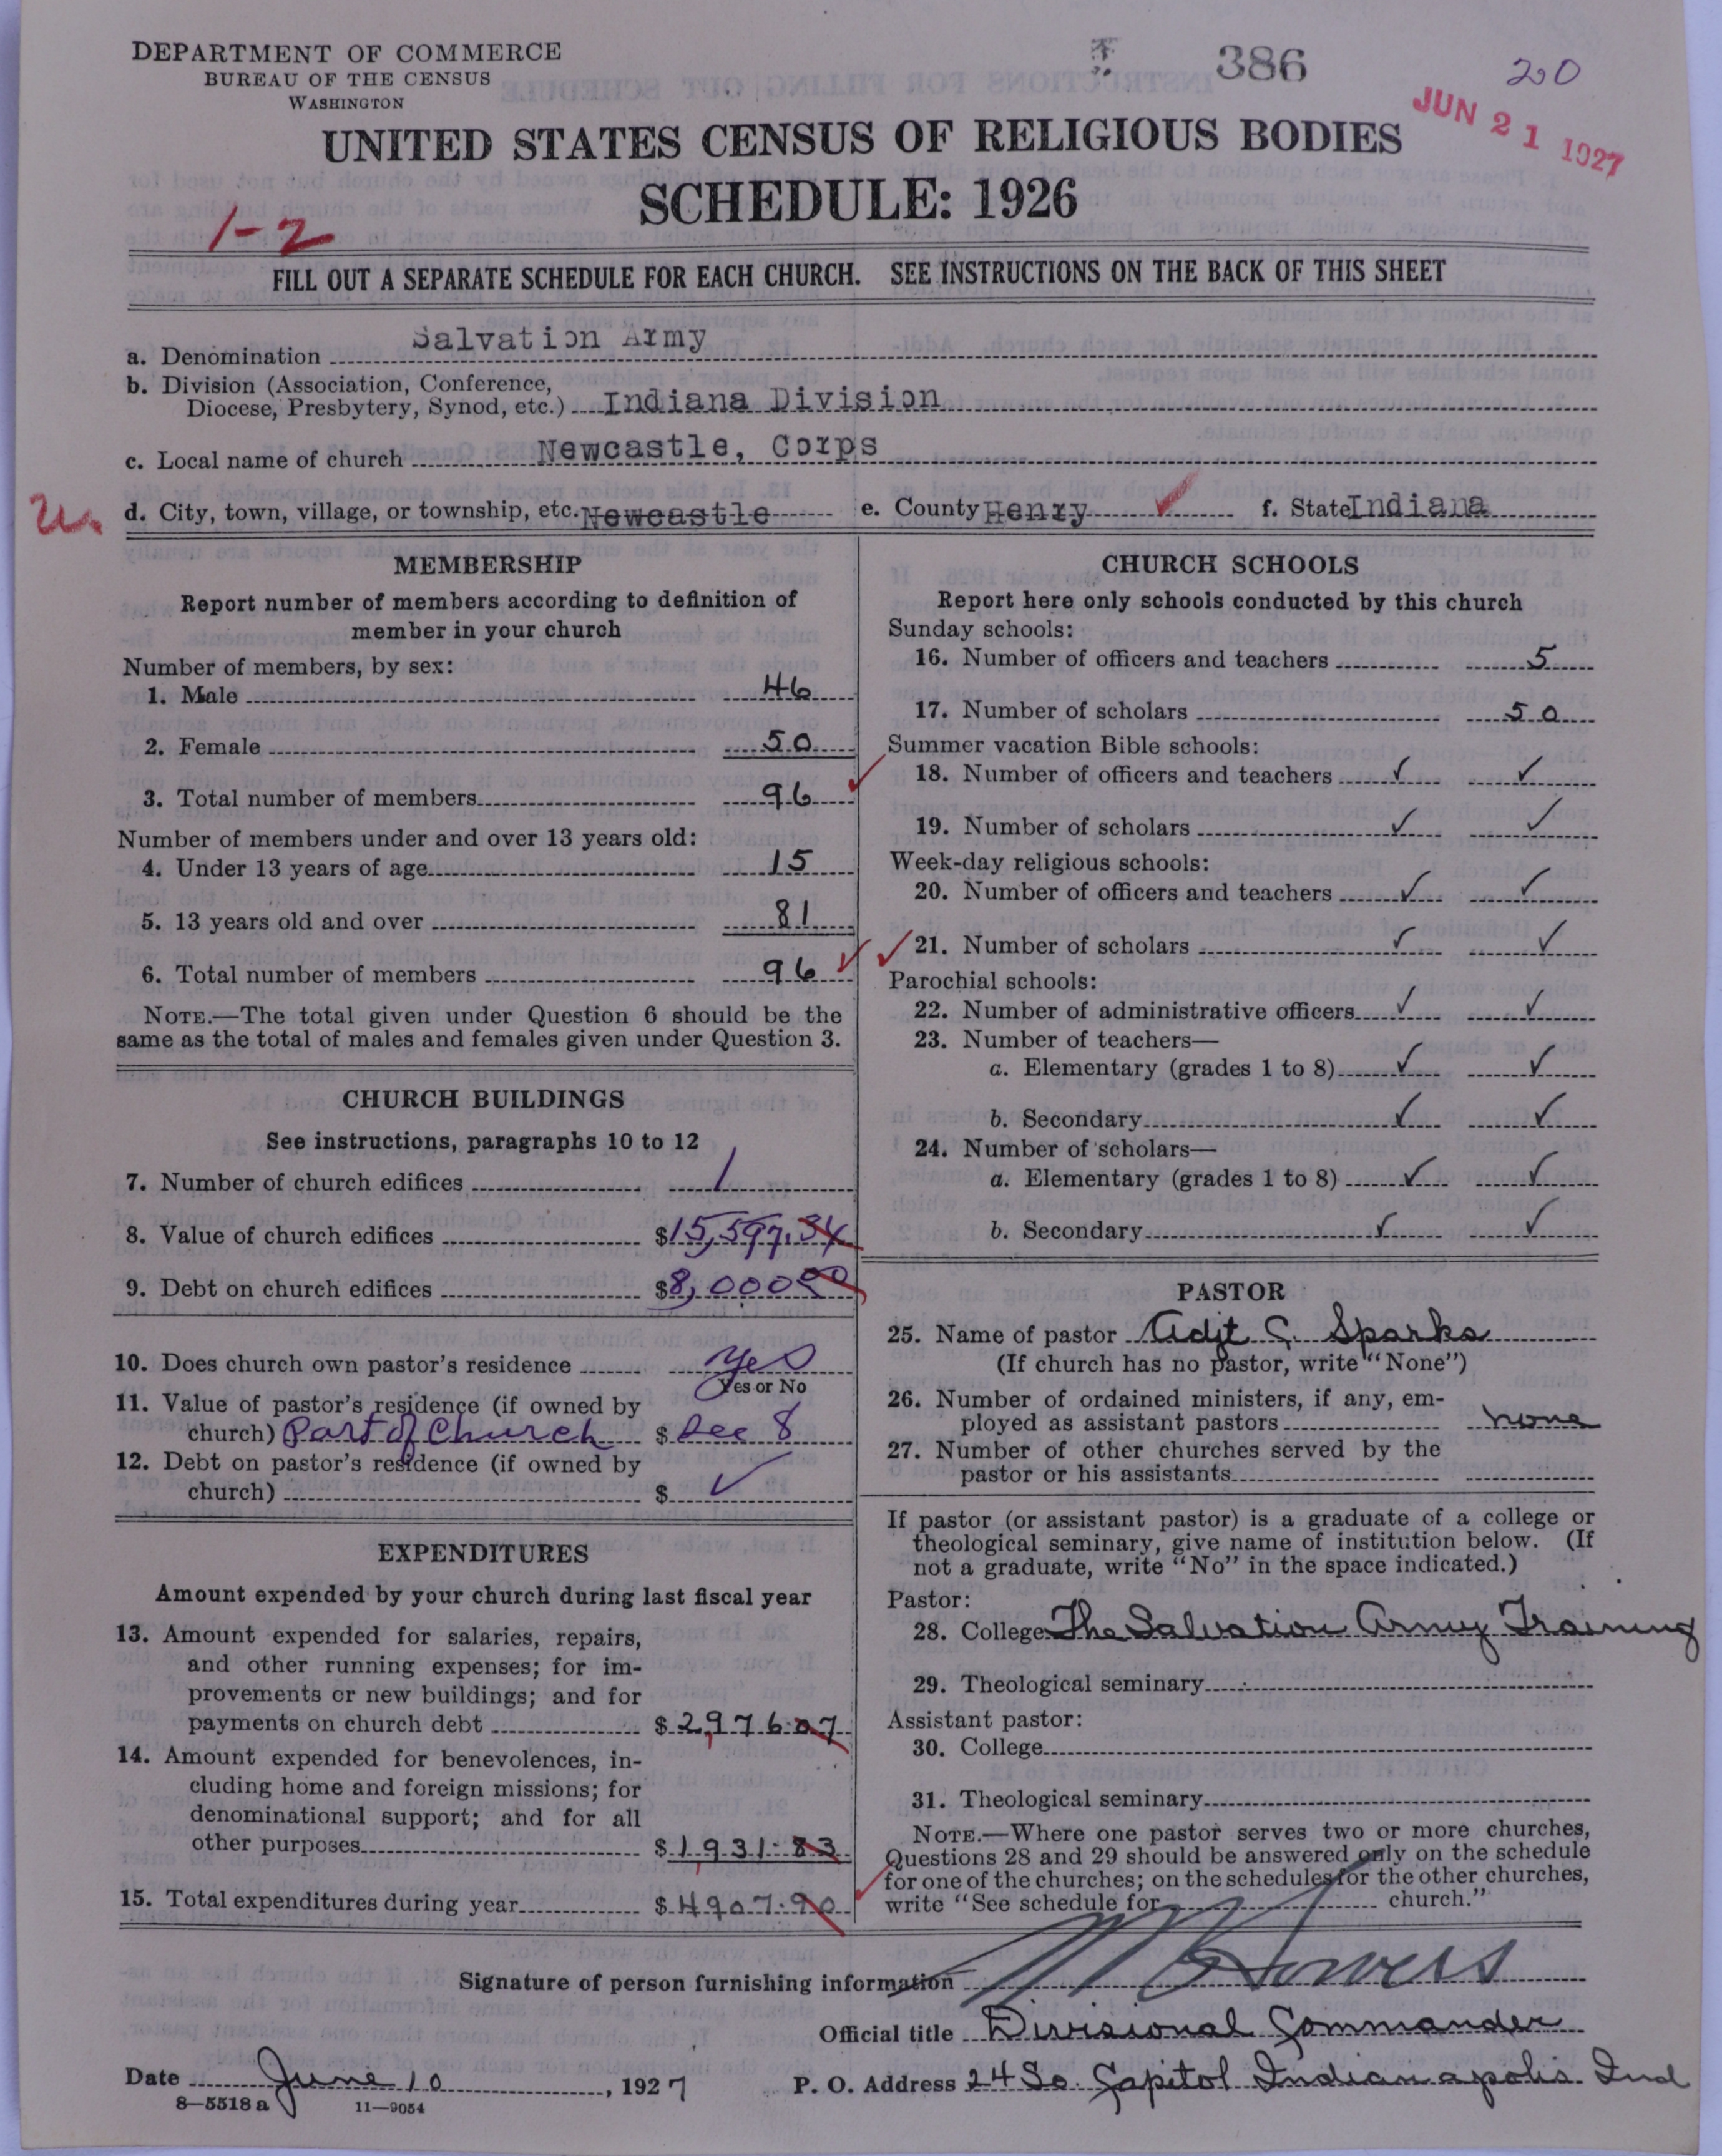 DEPARTMENT OF COMMERCE
BUREAU OF THE CENSUS
WASHINGTON
386
200
JUN 21 1927
UNITED STATES CENSUS OF RELIGIOUS BODIES
SCHEDULE: 1926
1-2
FILL OUT A SEPARATE SCHEDULE FOR EACH CHURCH. SEE INSTRUCTIONS ON THE BACK OF THIS SHEET
a. Denomination Salvation Army
b. Division (Association, Conference,
Diocese, Presbytery, Synod, etc.) Indiana Division
c. Local name of church Newcastle, Corps
d. City, town, village, or township, etc. Newcastle e. County Henry ✓ f. State Indiana
MEMBERSHIP
Report number of members according to definition of
member in your church
Number of members, by sex:
1. Male 46
2. Female 50
3. Total number of members 96 ✓
Number of members under and over 13 years old:
4. Under 13 years of age 15
5. 13 years old and over 81
6. Total number of members 96 ✓
NOTE.—The total given under Question 6 should be the
same as the total of males and females given under Question 3.
CHURCH BUILDINGS
See instructions, paragraphs 10 to 12
7. Number of church edifices 1
8. Value of church edifices $15,597.34
9. Debt on church edifices $8,000 00
10. Does church own pastor's residence Yes
Yes or No
11. Value of pastor's residence (if owned by
church) Part of Church $ See 8
12. Debt on pastor's residence (if owned by
church) $ ✓
EXPENDITURES
Amount expended by your church during last fiscal year
13. Amount expended for salaries, repairs,
and other running expenses; for im-
provements or new buildings; and for
payments on church debt $2,976.07
14. Amount expended for benevolences, in-
cluding home and foreign missions; for
denominational support; and for all
other purposes $1,931.83
15. Total expenditures during year $4907.90
CHURCH SCHOOLS
Report here only schools conducted by this church
Sunday schools:
16. Number of officers and teachers 5
17. Number of scholars 50
Summer vacation Bible schools:
18. Number of officers and teachers ✓ ✓
19. Number of scholars ✓ ✓
Week-day religious schools:
20. Number of officers and teachers ✓ ✓
✓ 21. Number of scholars ✓ ✓
Parochial schools:
22. Number of administrative officers ✓ ✓
23. Number of teachers—
a. Elementary (grades 1 to 8) ✓ ✓
b. Secondary ✓ ✓
24. Number of scholars—
a. Elementary (grades 1 to 8) ✓ ✓
b. Secondary ✓ ✓
PASTOR
25. Name of pastor Adjt C. Sparks
(If church has no pastor, write "None")
26. Number of ordained ministers, if any, em-
ployed as assistant pastors none
27. Number of other churches served by the
pastor or his assistants
If pastor (or assistant pastor) is a graduate of a college or
theological seminary, give name of institution below. (If
not a graduate, write "No" in the space indicated.)
Pastor:
28. College The Salvation Army Training
29. Theological seminary
Assistant pastor:
30. College
31. Theological seminary
NOTE.—Where one pastor serves two or more churches,
Questions 28 and 29 should be answered only on the schedule
for one of the churches; on the schedules for the other churches,
write "See schedule for church."
Signature of person furnishing information
Official title Divisional Commander
Date June 10, 1927 P. O. Address 24 So. Capitol Indianapolis Ind
8—5518 a 11—9054